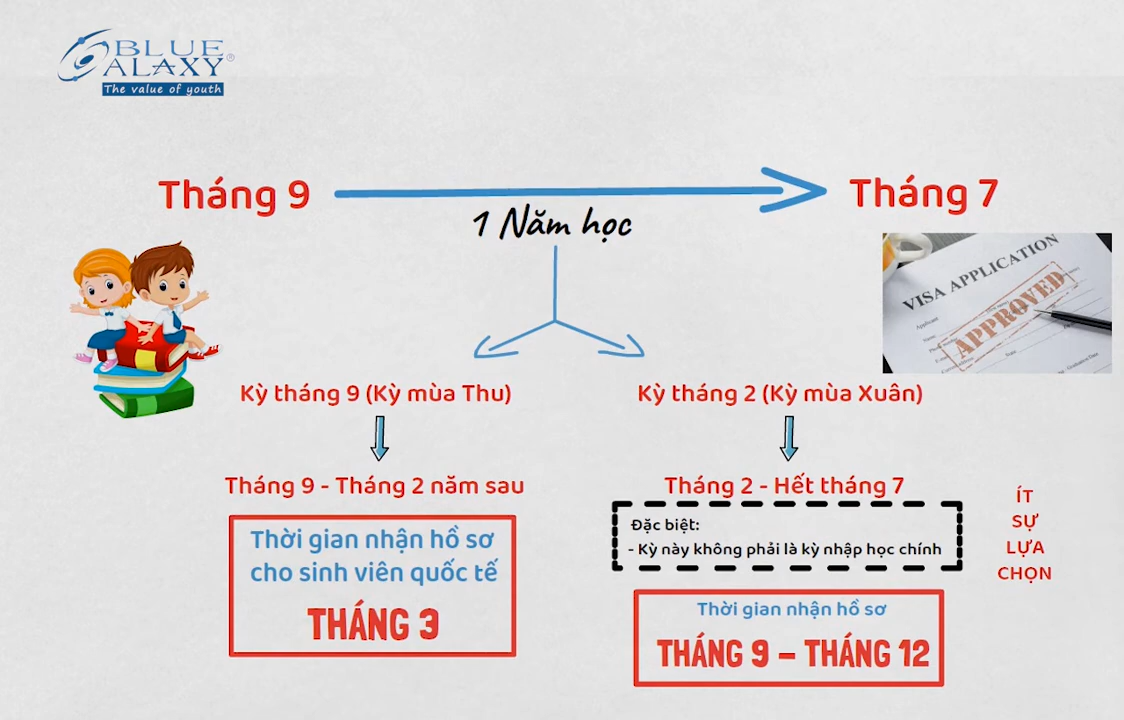 BLUE
GALAXY®
The value of youth
Tháng 9
Tháng 7
1 Năm học
VISA APPLICATION
APPROVED
Kỳ tháng 9 (Kỳ mùa Thu)
Kỳ tháng 2 (Kỳ mùa Xuân)
Tháng 9 - Tháng 2 năm sau
Tháng 2 - Hết tháng 7
Thời gian nhận hồ sơ
cho sinh viên quốc tế
THÁNG 3
Đặc biệt:
- Kỳ này không phải là kỳ nhập học chính
Thời gian nhận hồ sơ
THÁNG 9 – THÁNG 12
ÍT
SỰ
LỰA
CHỌN